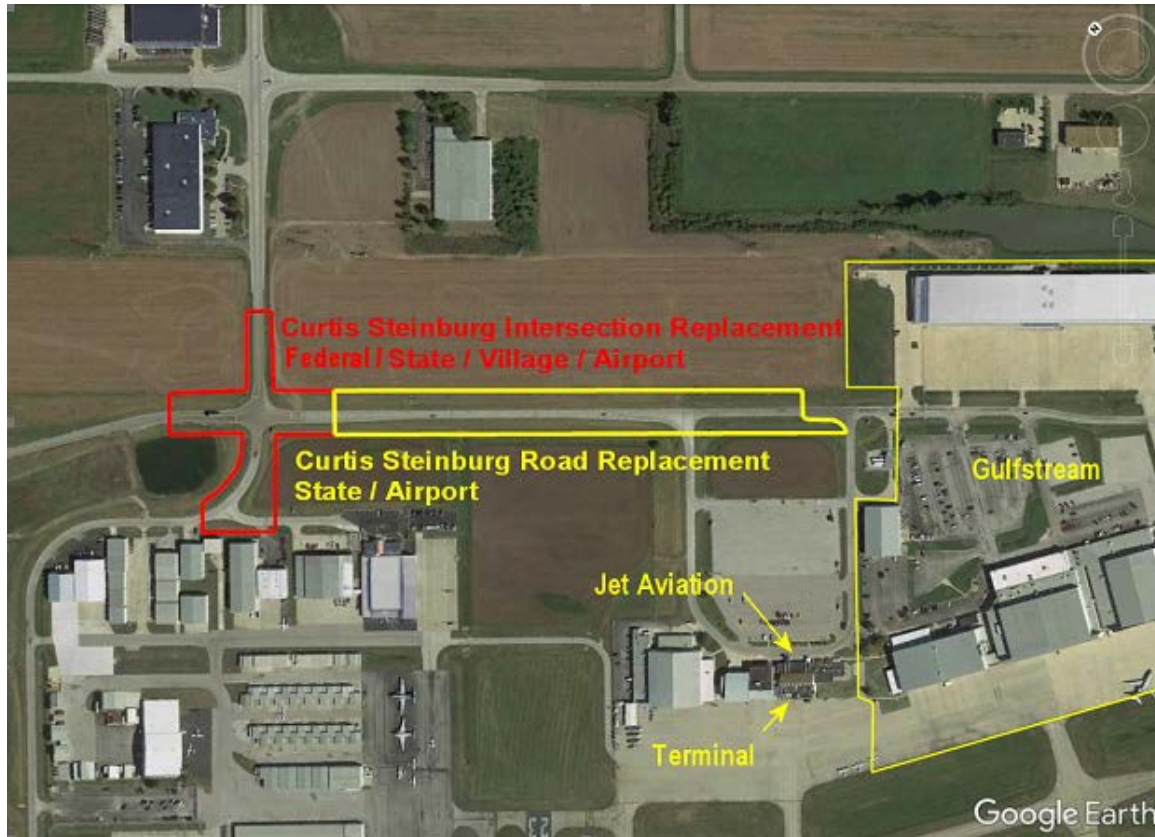 Curtis Steinburg Intersection Replacement
Federal / State / Village / Airport
Curtis Steinburg Road Replacement
State / Airport
Gulfstream
Jet Aviation
Terminal
Google Earth